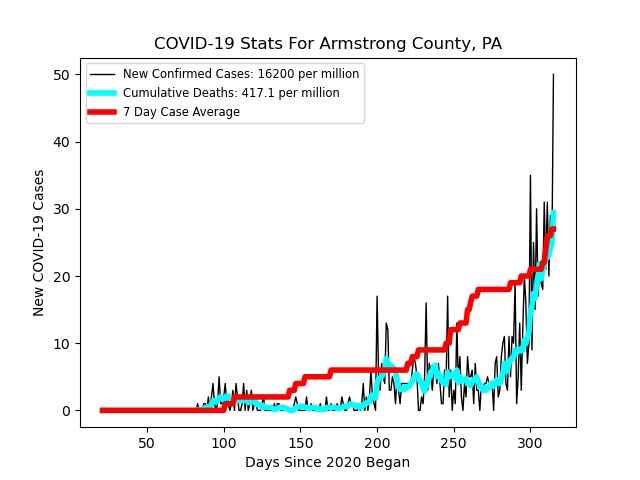 COVID-19 Stats For Armstrong County, PA
New Confirmed Cases: 16200 per million
Cumulative Deaths: 417.1 per million
7 Day Case Average
New COVID-19 Cases
50
40
30
20
10
0
50 100 150 200 250 300
Days Since 2020 Began